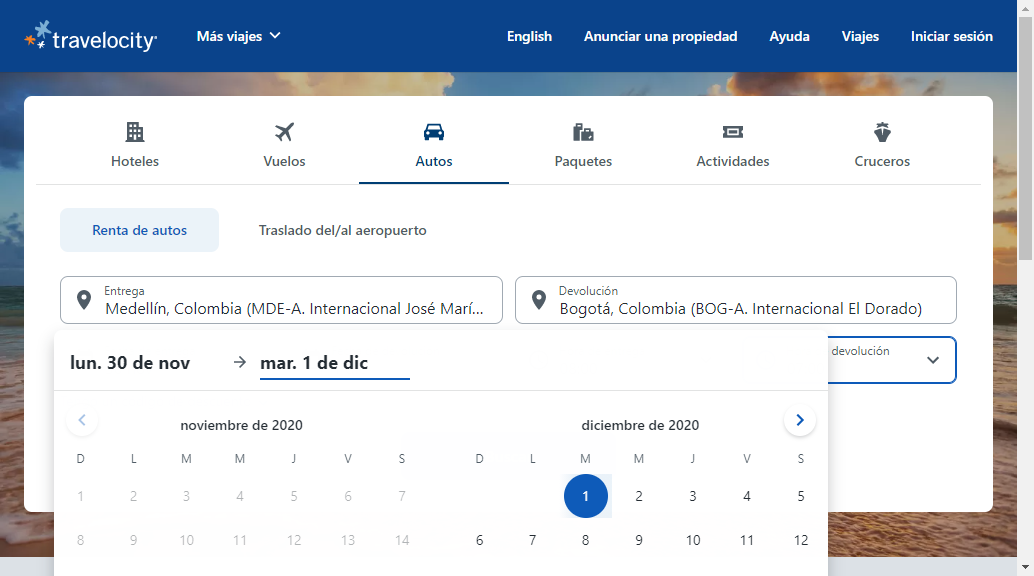 travelocity
Más viajes
English
Anunciar una propiedad
Ayuda
Viajes
Iniciar sesión
Hoteles
Vuelos
Autos
Paquetes
Actividades
Cruceros
Renta de autos
Traslado del/al aeropuerto
Entrega
Medellín, Colombia (MDE-A. Internacional José Marí...
Devolución
Bogotá, Colombia (BOG-A. Internacional El Dorado)
lun. 30 de nov
mar. 1 de dic
devolución
noviembre de 2020
diciembre de 2020
D L M M J V S
D L M M J V S
1 2 3 4 5 6 7
1 2 3 4 5
8 9 10 11 12 13 14
6 7 8 9 10 11 12